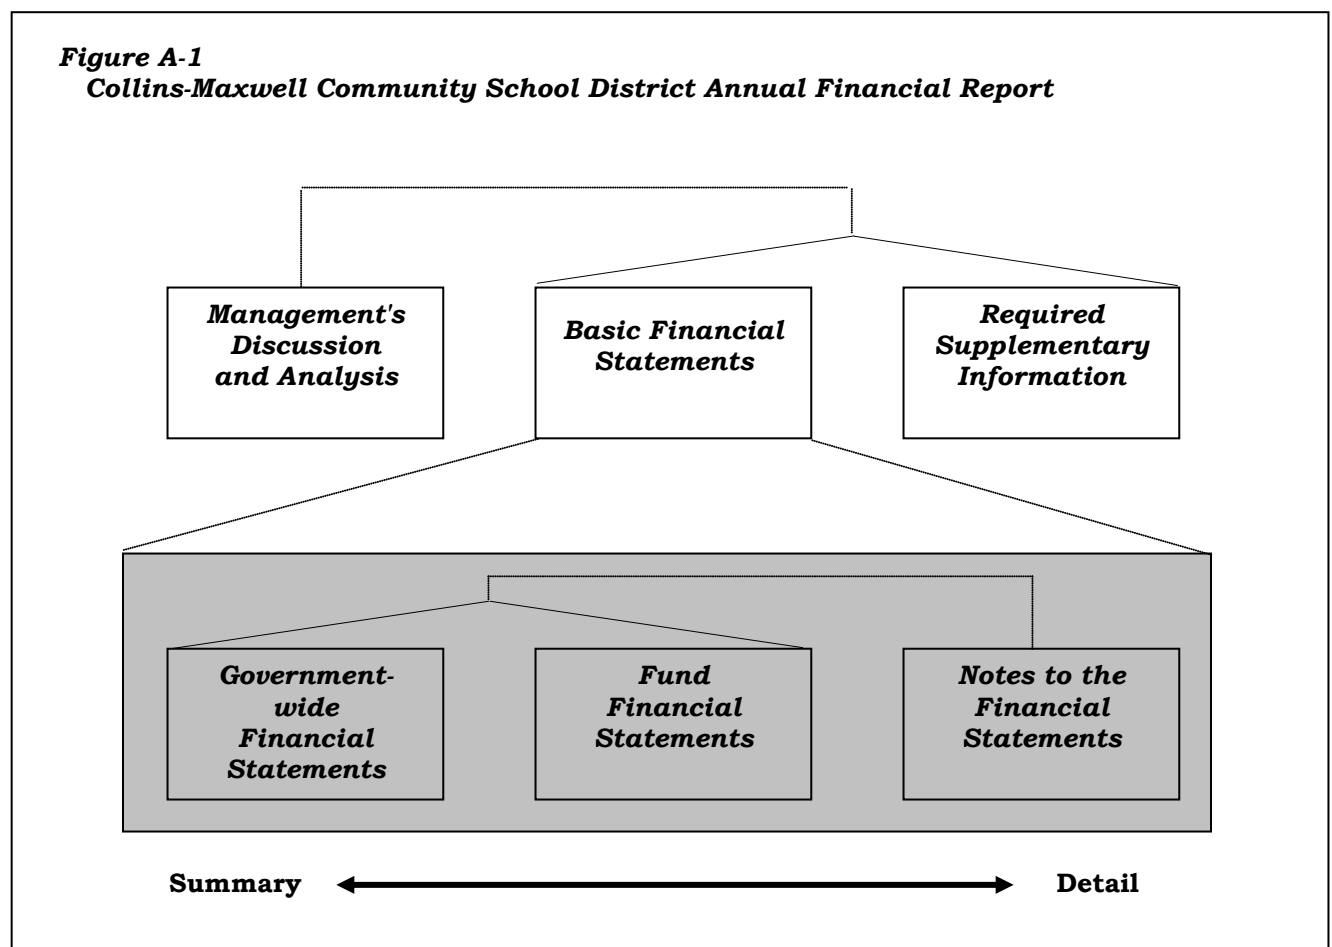 Figure A-1
Collins-Maxwell Community School District Annual Financial Report
Management's
Discussion
and Analysis
Basic Financial
Statements
Required
Supplementary
Information
Government-
wide
Financial
Statements
Fund
Financial
Statements
Notes to the
Financial
Statements
Summary
Detail